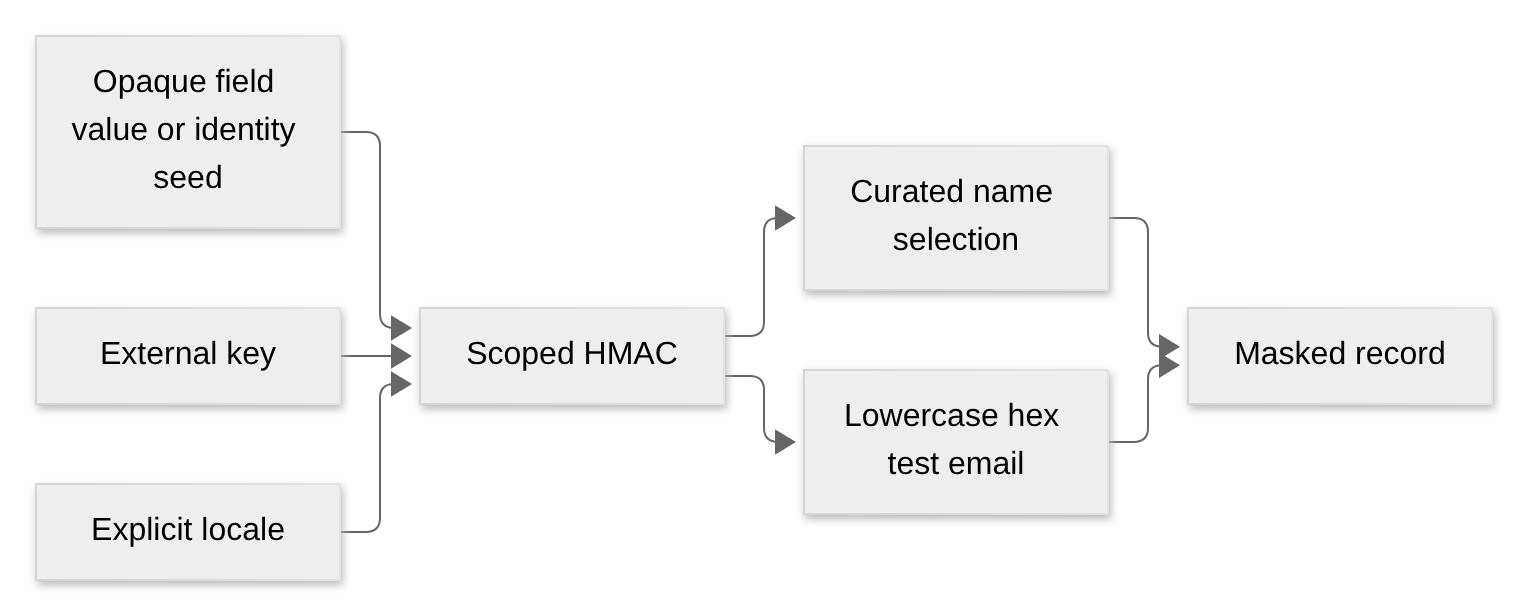 Opaque field
value or identity
seed
External key
Explicit locale
Scoped HMAC
Curated name
selection
Lowercase hex
test email
Masked record